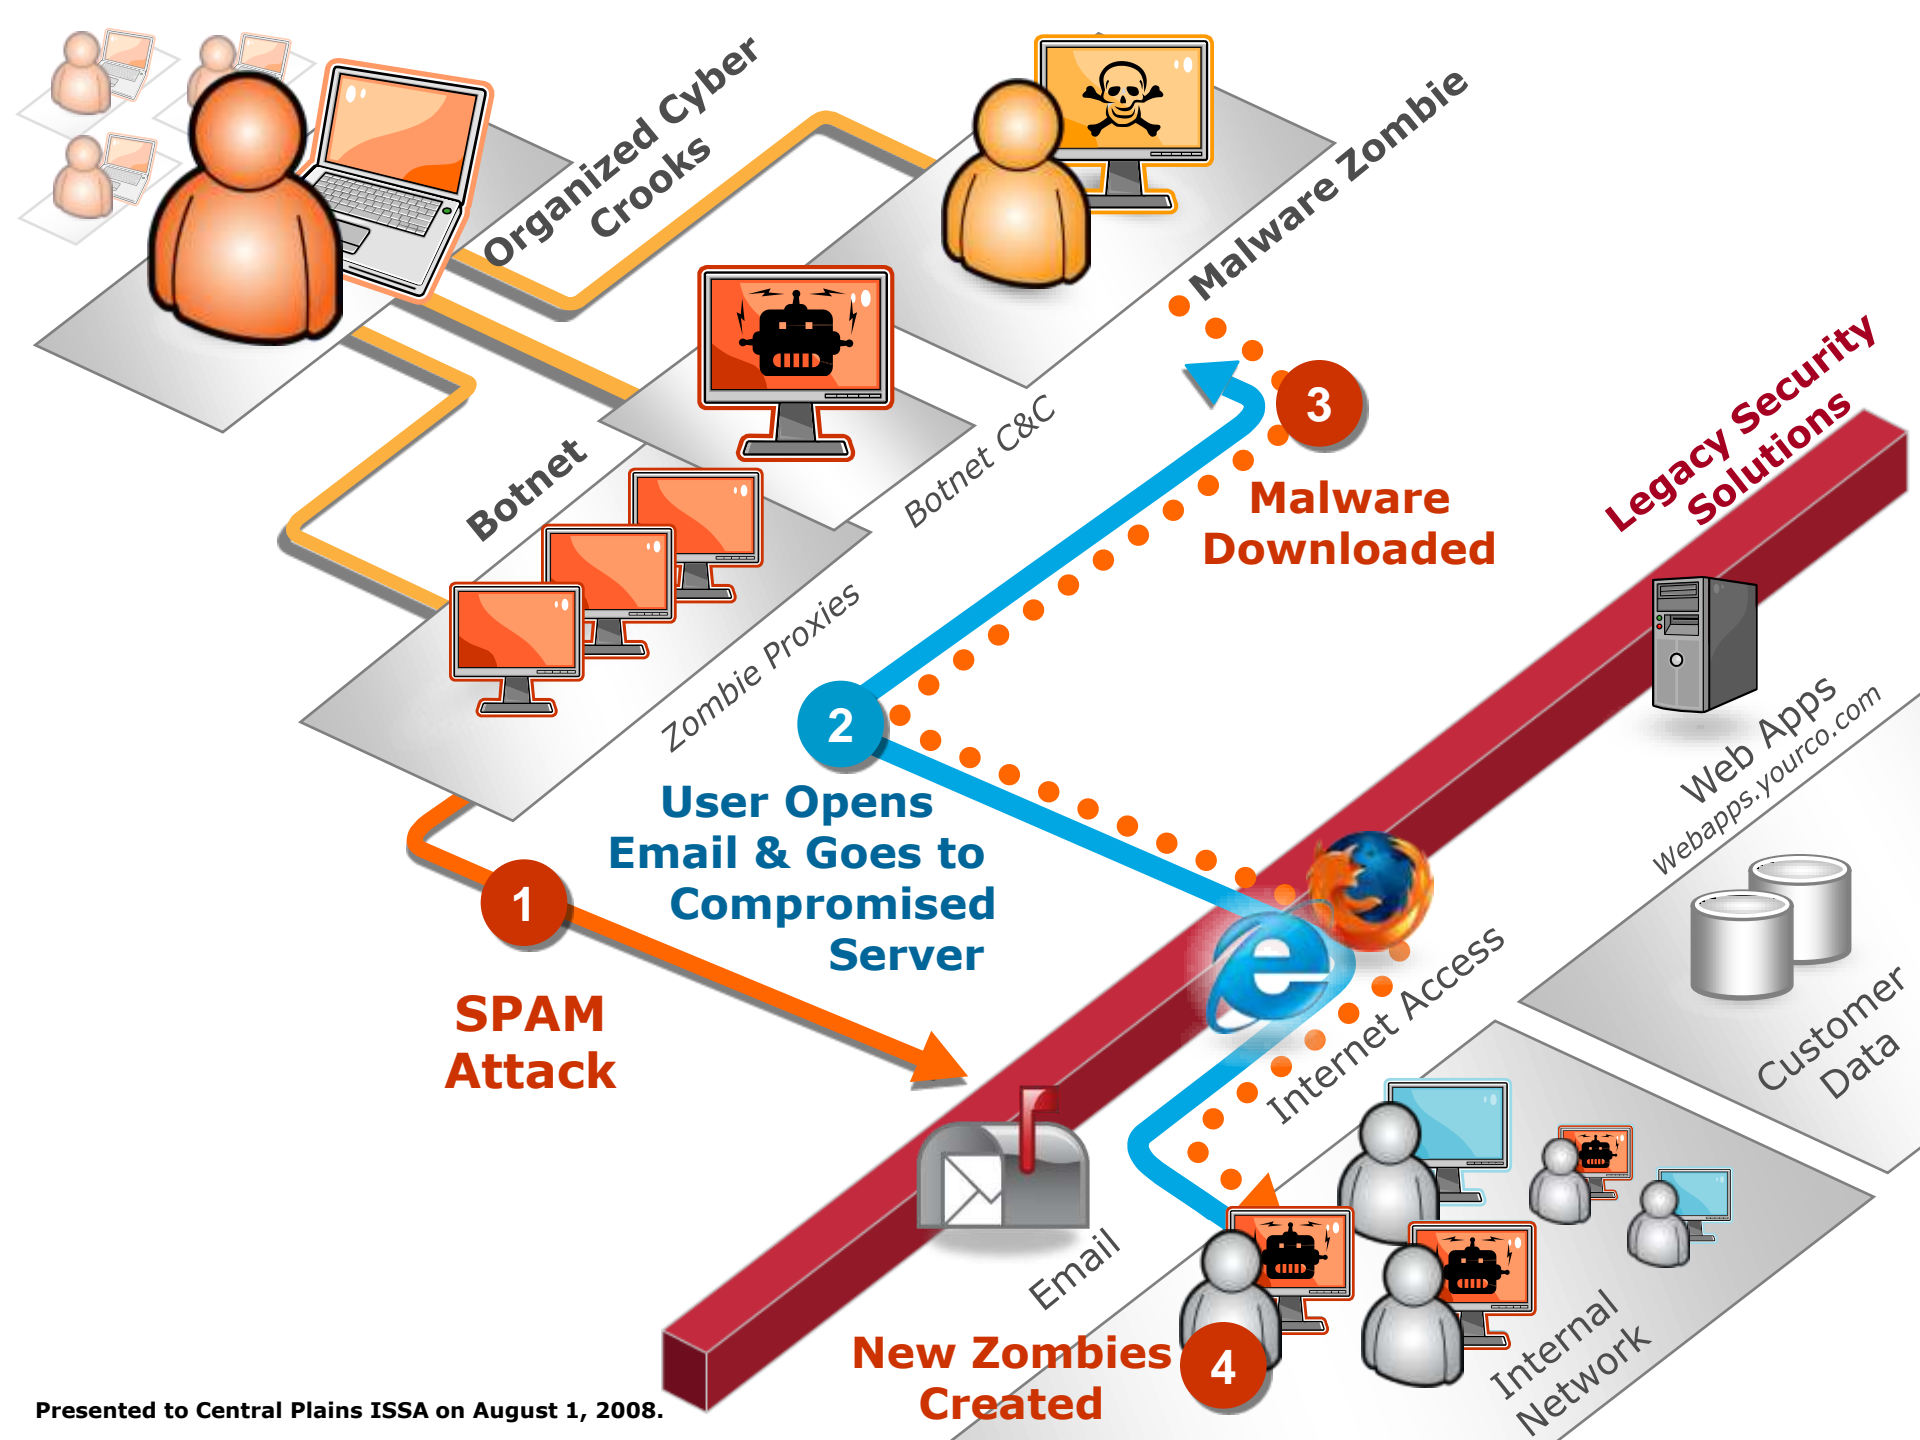 Organized Cyber
Crooks
Malware Zombie
Botnet C&C
Botnet
Zombie Proxies
3
Malware
Downloaded
Legacy Security
Solutions
2
User Opens
Email & Goes to
Compromised
Server
1
SPAM
Attack
Web Apps
Webapps.yourco.com
Customer
Data
Internet Access
Email
Internal
Network
New Zombies
Created
4
Presented to Central Plains ISSA on August 1, 2008.